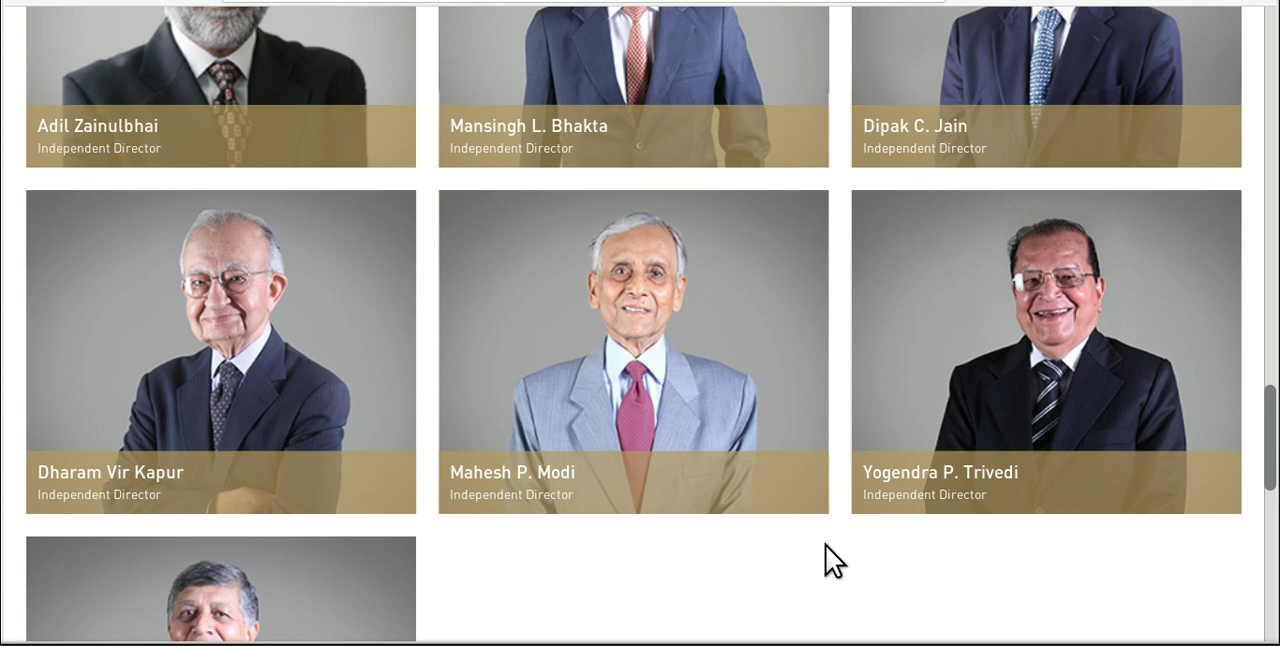 Adil Zainulbhai
Independent Director
Mansingh L. Bhakta
Independent Director
Dipak C. Jain
Independent Director
Dharam Vir Kapur
Independent Director
Mahesh P. Modi
Independent Director
Yogendra P. Trivedi
Independent Director